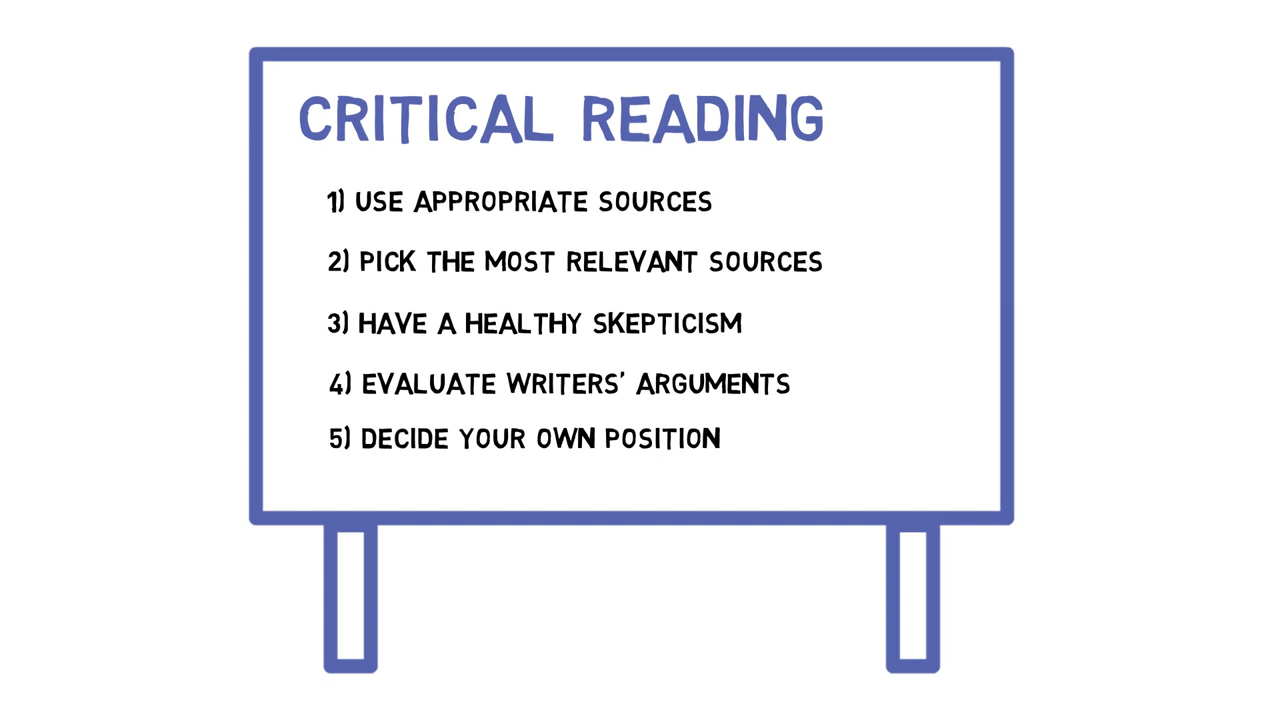 CRITICAL READING
1) USE APPROPRIATE SOURCES
2) PICK THE MOST RELEVANT SOURCES
3) HAVE A HEALTHY SKEPTICISM
4) EVALUATE WRITERS' ARGUMENTS
5) DECIDE YOUR OWN POSITION